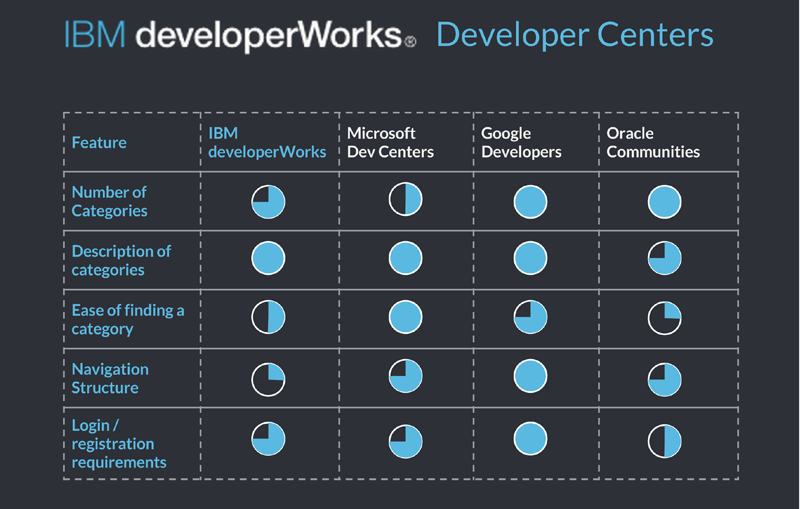 IBM developerWorks® Developer Centers
Feature
IBM
developerWorks
Microsoft
Dev Centers
Google
Developers
Oracle
Communities
Number of
Categories
Description of
categories
Ease of finding a
category
Navigation
Structure
Login /
registration
requirements